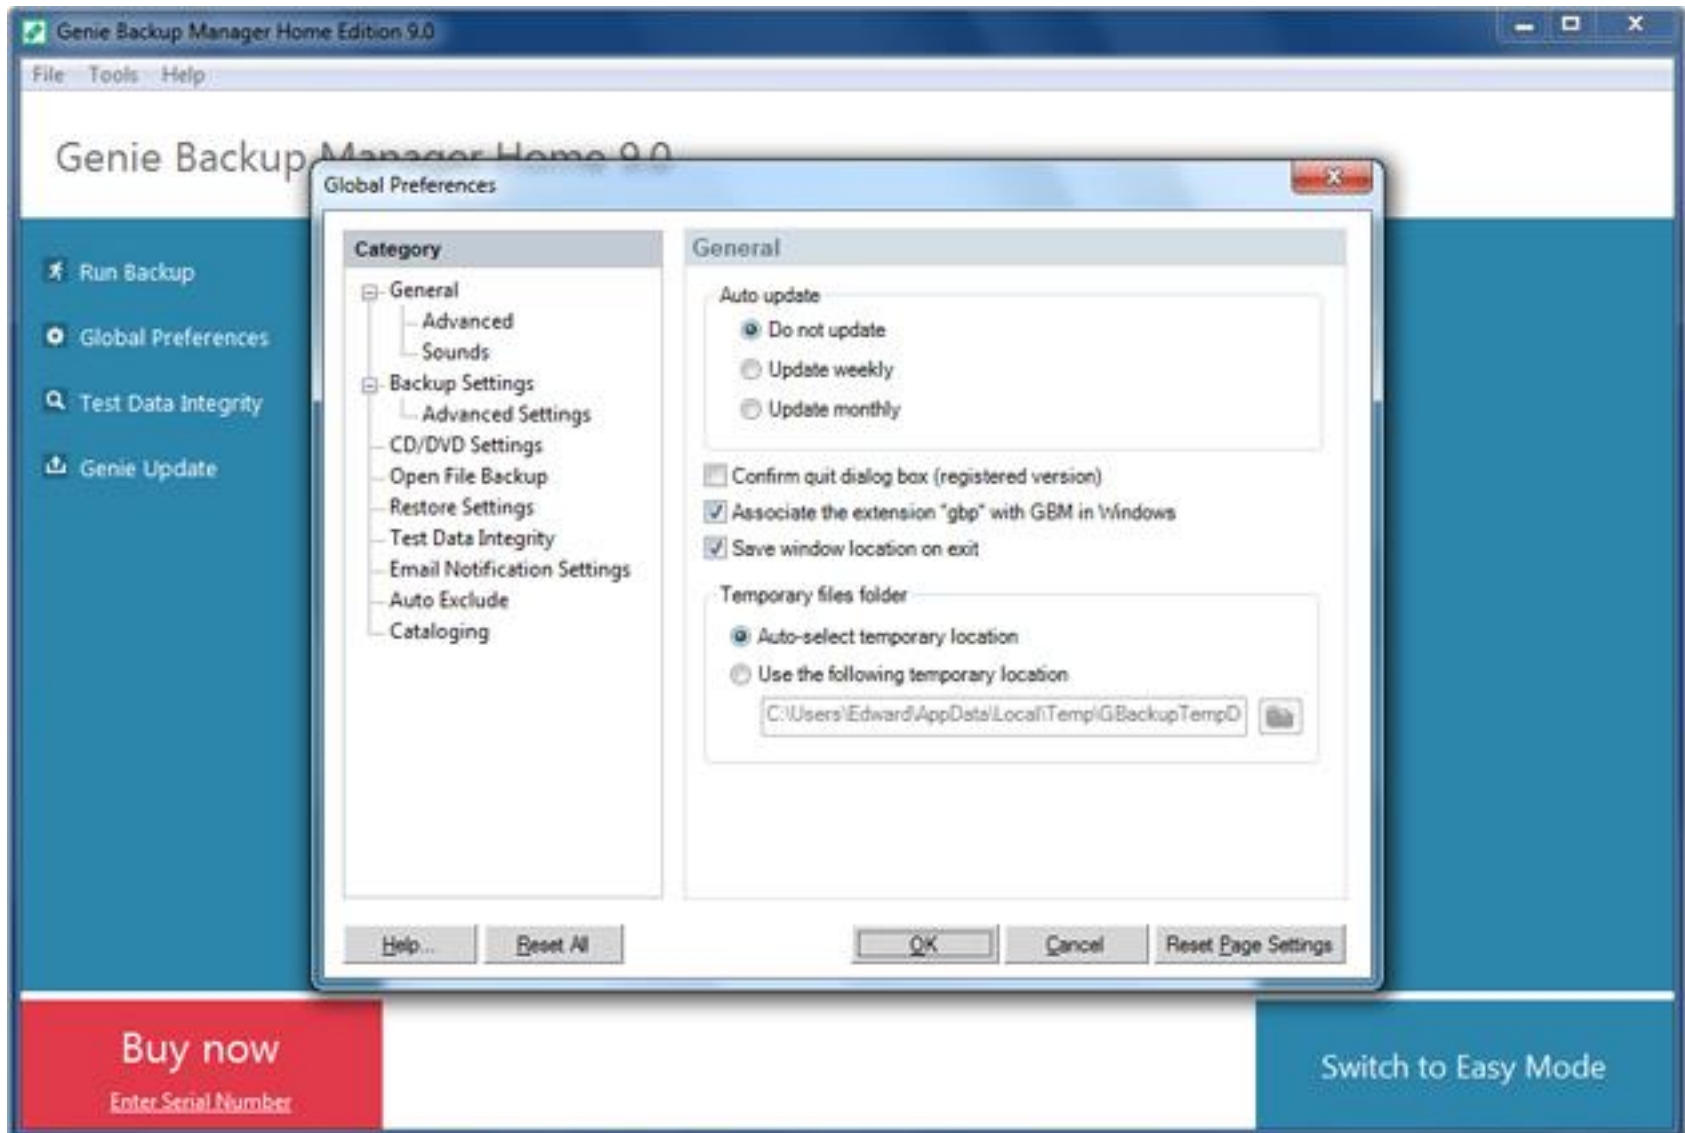 Genie Backup Manager Home Edition 9.0
File Tools Help
Genie Backup Manager Home 9.0
Global Preferences
Run Backup
Global Preferences
Test Data Integrity
Genie Update
Category
General
Advanced
Sounds
Backup Settings
Advanced Settings
CD/DVD Settings
Open File Backup
Restore Settings
Test Data Integrity
Email Notification Settings
Auto Exclude
Cataloging
General
Auto update
Do not update
Update weekly
Update monthly
Confirm quit dialog box (registered version)
Associate the extension "gbp" with GBM in Windows
Save window location on exit
Temporary files folder
Auto-select temporary location
Use the following temporary location
C:\Users\Edward\AppData\Local\Temp\GBackupTempD
Help... Reset All OK Cancel Reset Page Settings
Buy now
Enter Serial Number
Switch to Easy Mode